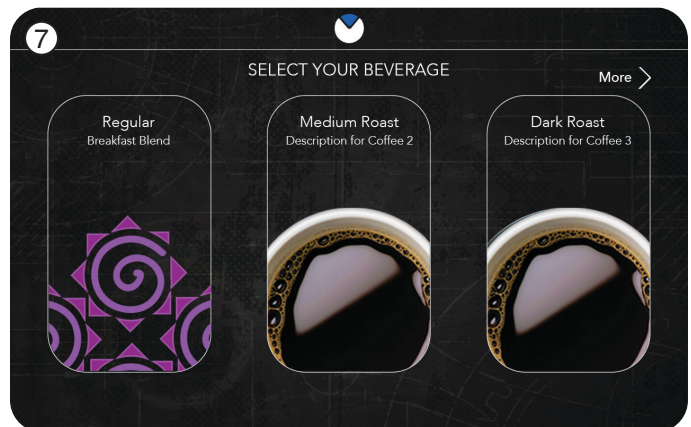 7
SELECT YOUR BEVERAGE
More
Regular
Breakfast Blend
Medium Roast
Description for Coffee 2
Dark Roast
Description for Coffee 3